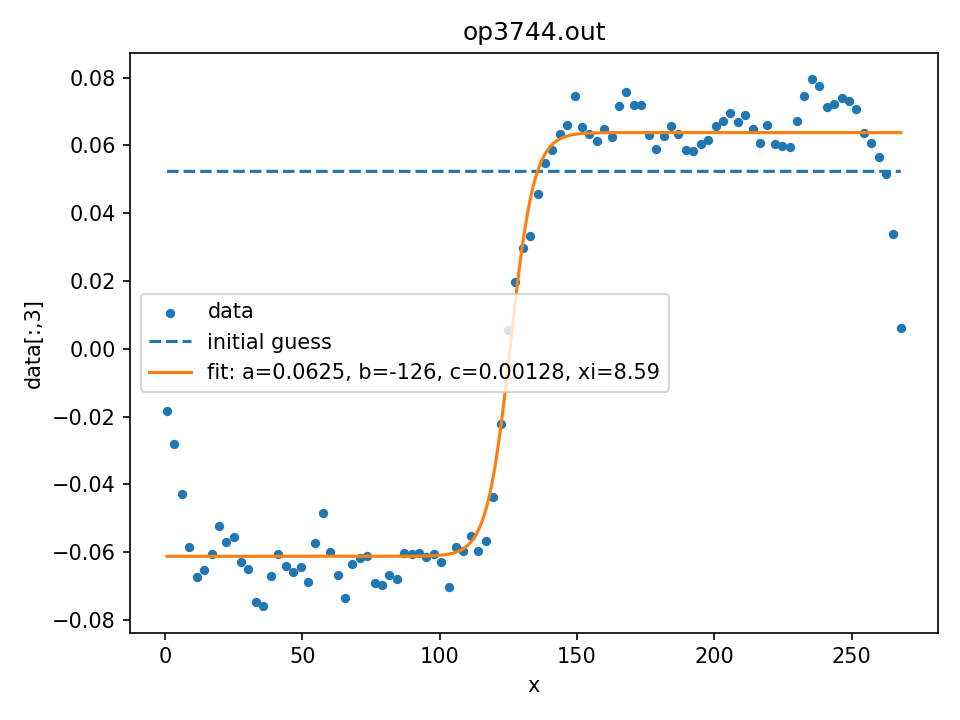 op3744.out
0.08
0.06
0.04
0.02
0.00
−0.02
−0.04
−0.06
−0.08
data[:,3]
data
initial guess
fit: a=0.0625, b=-126, c=0.00128, xi=8.59
0 50 100 150 200 250
x